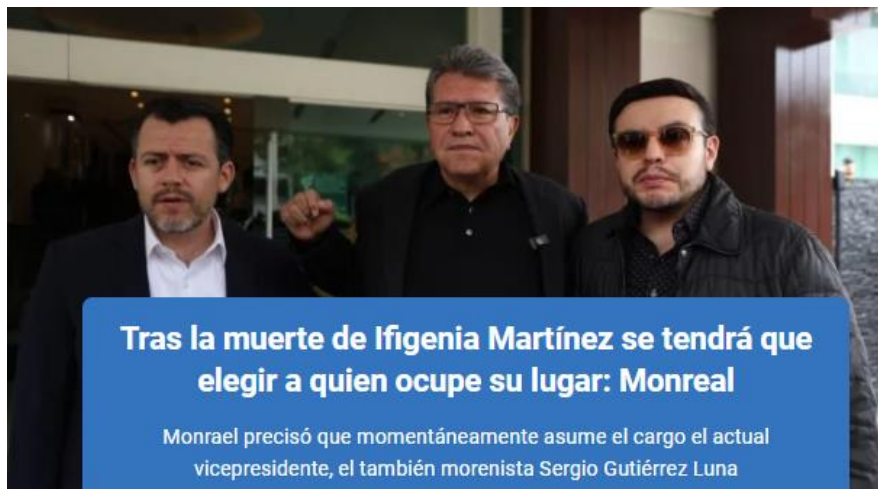 Tras la muerte de Ifigenia Martínez se tendrá que
elegir a quien ocupe su lugar: Monreal
Monrael precisó que momentáneamente asume el cargo el actual
vicepresidente, el también morenista Sergio Gutiérrez Luna